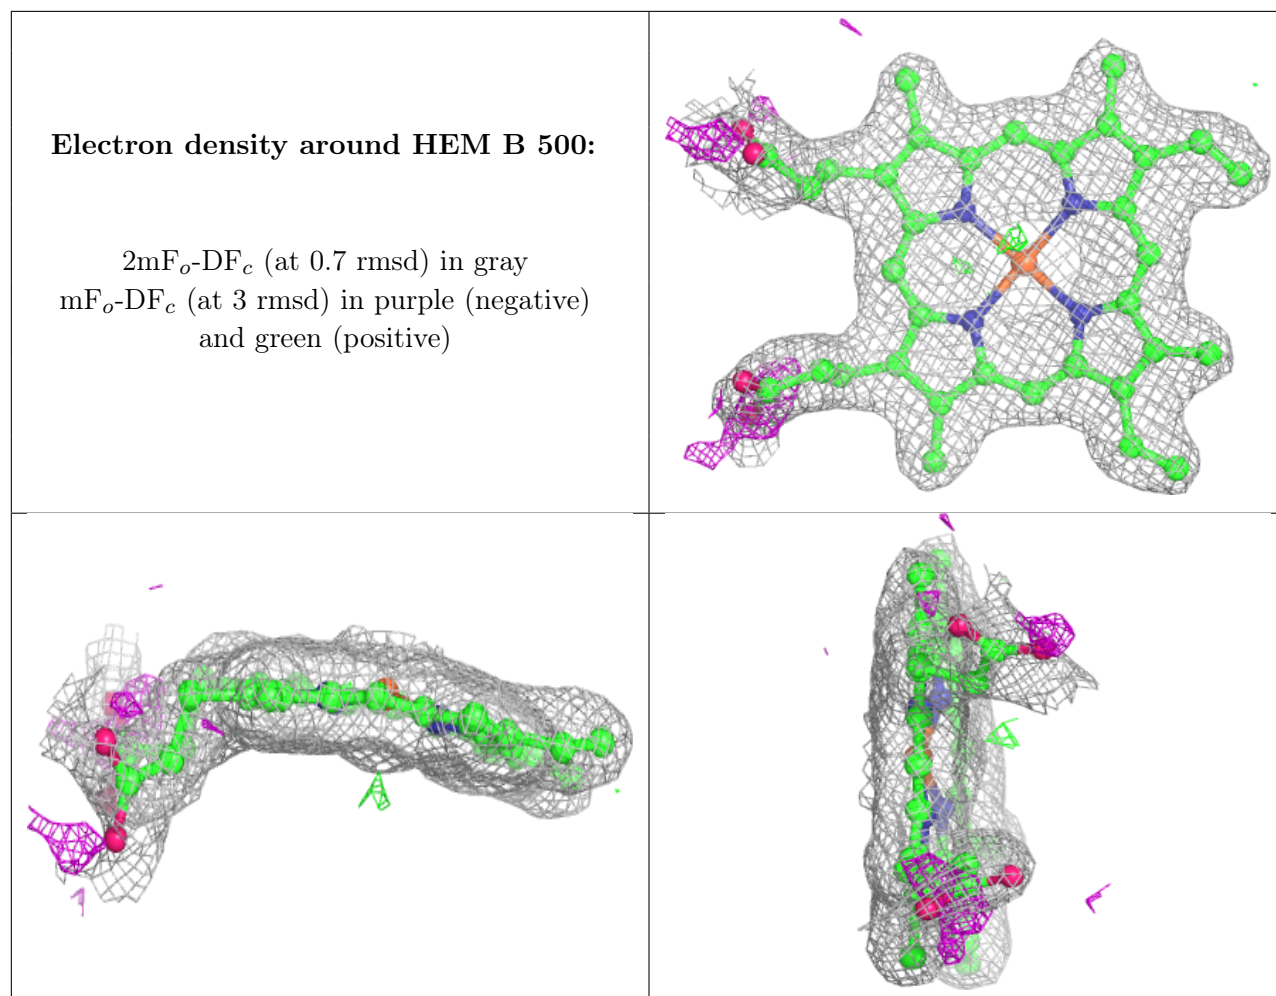 Electron density around HEM B 500:
2mFo-DFc (at 0.7 rmsd) in gray
mFo-DFc (at 3 rmsd) in purple (negative)
and green (positive)